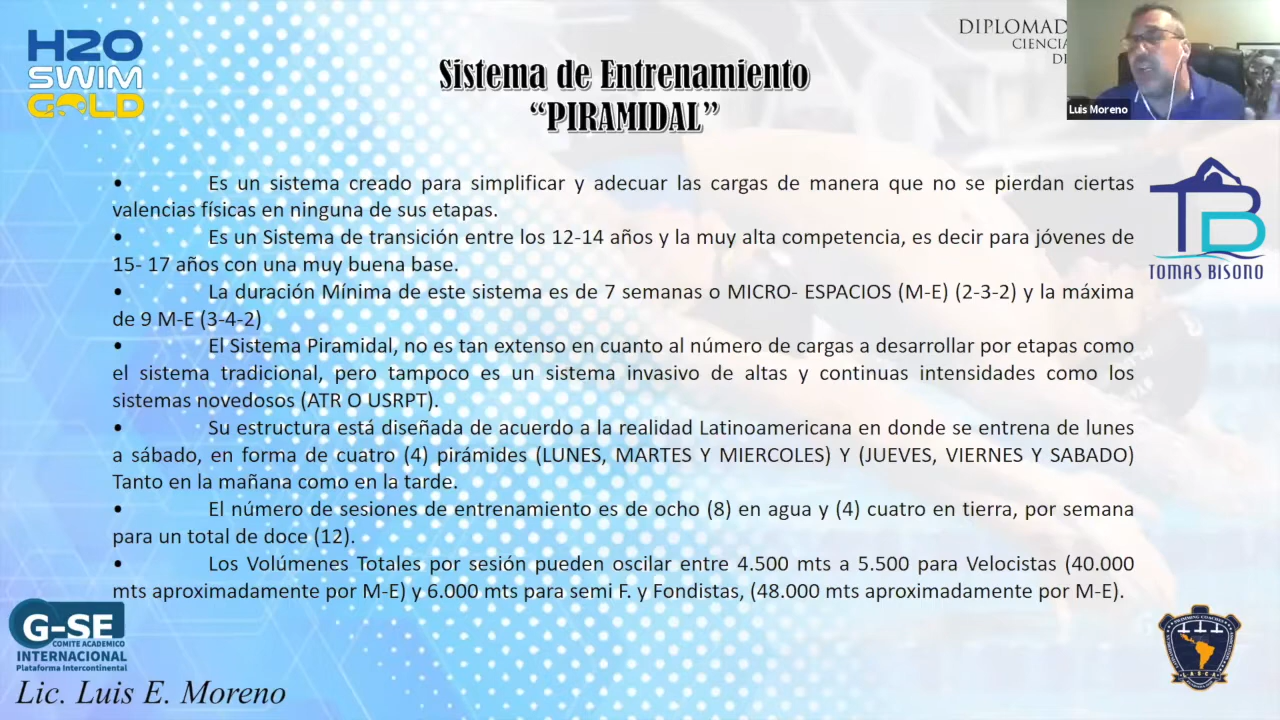 H2O
SWIM
GOLD
DIPLOMAD
CIENCIA
DE
Luis Moreno
Sistema de Entrenamiento
“PIRAMIDAL”
• Es un sistema creado para simplificar y adecuar las cargas de manera que no se pierdan ciertas
valencias físicas en ninguna de sus etapas.
• Es un Sistema de transición entre los 12-14 años y la muy alta competencia, es decir para jóvenes de
15- 17 años con una muy buena base.
• La duración Mínima de este sistema es de 7 semanas o MICRO- ESPACIOS (M-E) (2-3-2) y la máxima
de 9 M-E (3-4-2)
• El Sistema Piramidal, no es tan extenso en cuanto al número de cargas a desarrollar por etapas como
el sistema tradicional, pero tampoco es un sistema invasivo de altas y continuas intensidades como los
sistemas novedosos (ATR O USRPT).
• Su estructura está diseñada de acuerdo a la realidad Latinoamericana en donde se entrena de lunes
a sábado, en forma de cuatro (4) pirámides (LUNES, MARTES Y MIERCOLES) Y (JUEVES, VIERNES Y SABADO)
Tanto en la mañana como en la tarde.
• El número de sesiones de entrenamiento es de ocho (8) en agua y (4) cuatro en tierra, por semana
para un total de doce (12).
• Los Volúmenes Totales por sesión pueden oscilar entre 4.500 mts a 5.500 para Velocistas (40.000
mts aproximadamente por M-E) y 6.000 mts para semi F. y Fondistas, (48.000 mts aproximadamente por M-E).
TB
TOMAS BISONO
G-SE
COMITE ACADEMICO
INTERNACIONAL
Plataforma Intercontinental
Lic. Luis E. Moreno